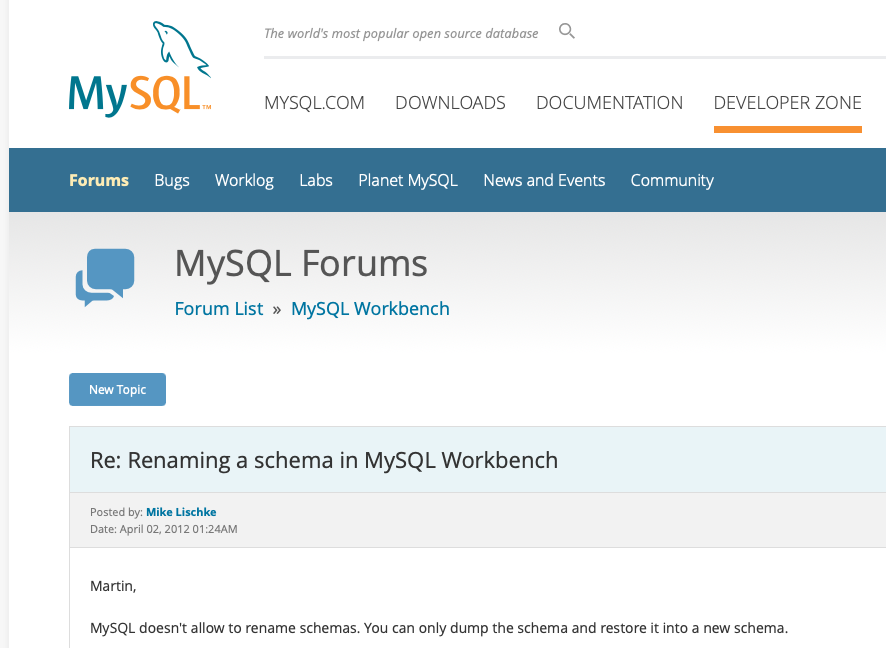 The world's most popular open source database
MySQL™
MYSQL.COM DOWNLOADS DOCUMENTATION DEVELOPER ZONE
Forums Bugs Worklog Labs Planet MySQL News and Events Community
MySQL Forums
Forum List » MySQL Workbench
New Topic
Re: Renaming a schema in MySQL Workbench
Posted by: Mike Lischke
Date: April 02, 2012 01:24AM
Martin,
MySQL doesn't allow to rename schemas. You can only dump the schema and restore it into a new schema.